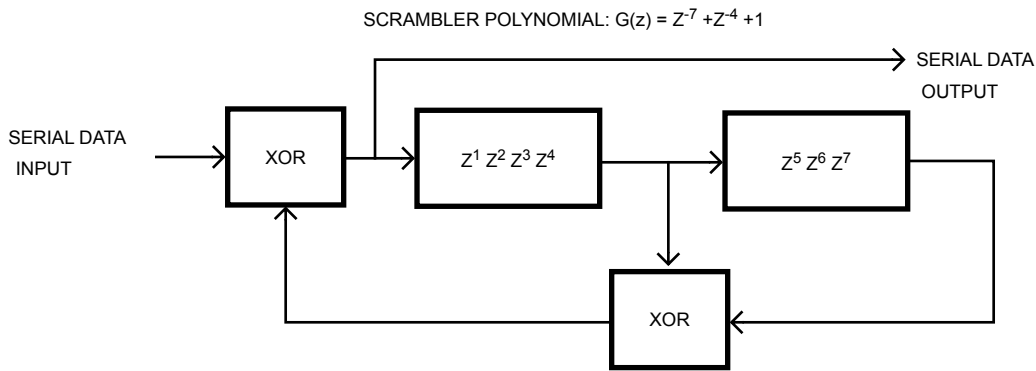 SCRAMBLER POLYNOMIAL: G(z) = Z⁻⁷ +Z⁻⁴ +1
SERIAL DATA
OUTPUT
SERIAL DATA
INPUT
XOR
Z¹ Z² Z³ Z⁴
Z⁵ Z⁶ Z⁷
XOR